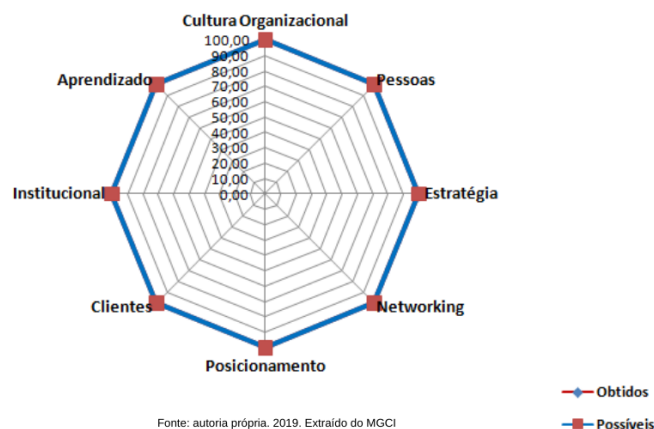 Cultura Organizacional
100,00
90,00
80,00
70,00
60,00
50,00
40,00
30,00
20,00
10,00
0,00
Aprendizado
Pessoas
Institucional
Estratégia
Clientes
Networking
Posicionamento
Obtidos
Possíveis
Fonte: autoria própria. 2019. Extraído do MGCI